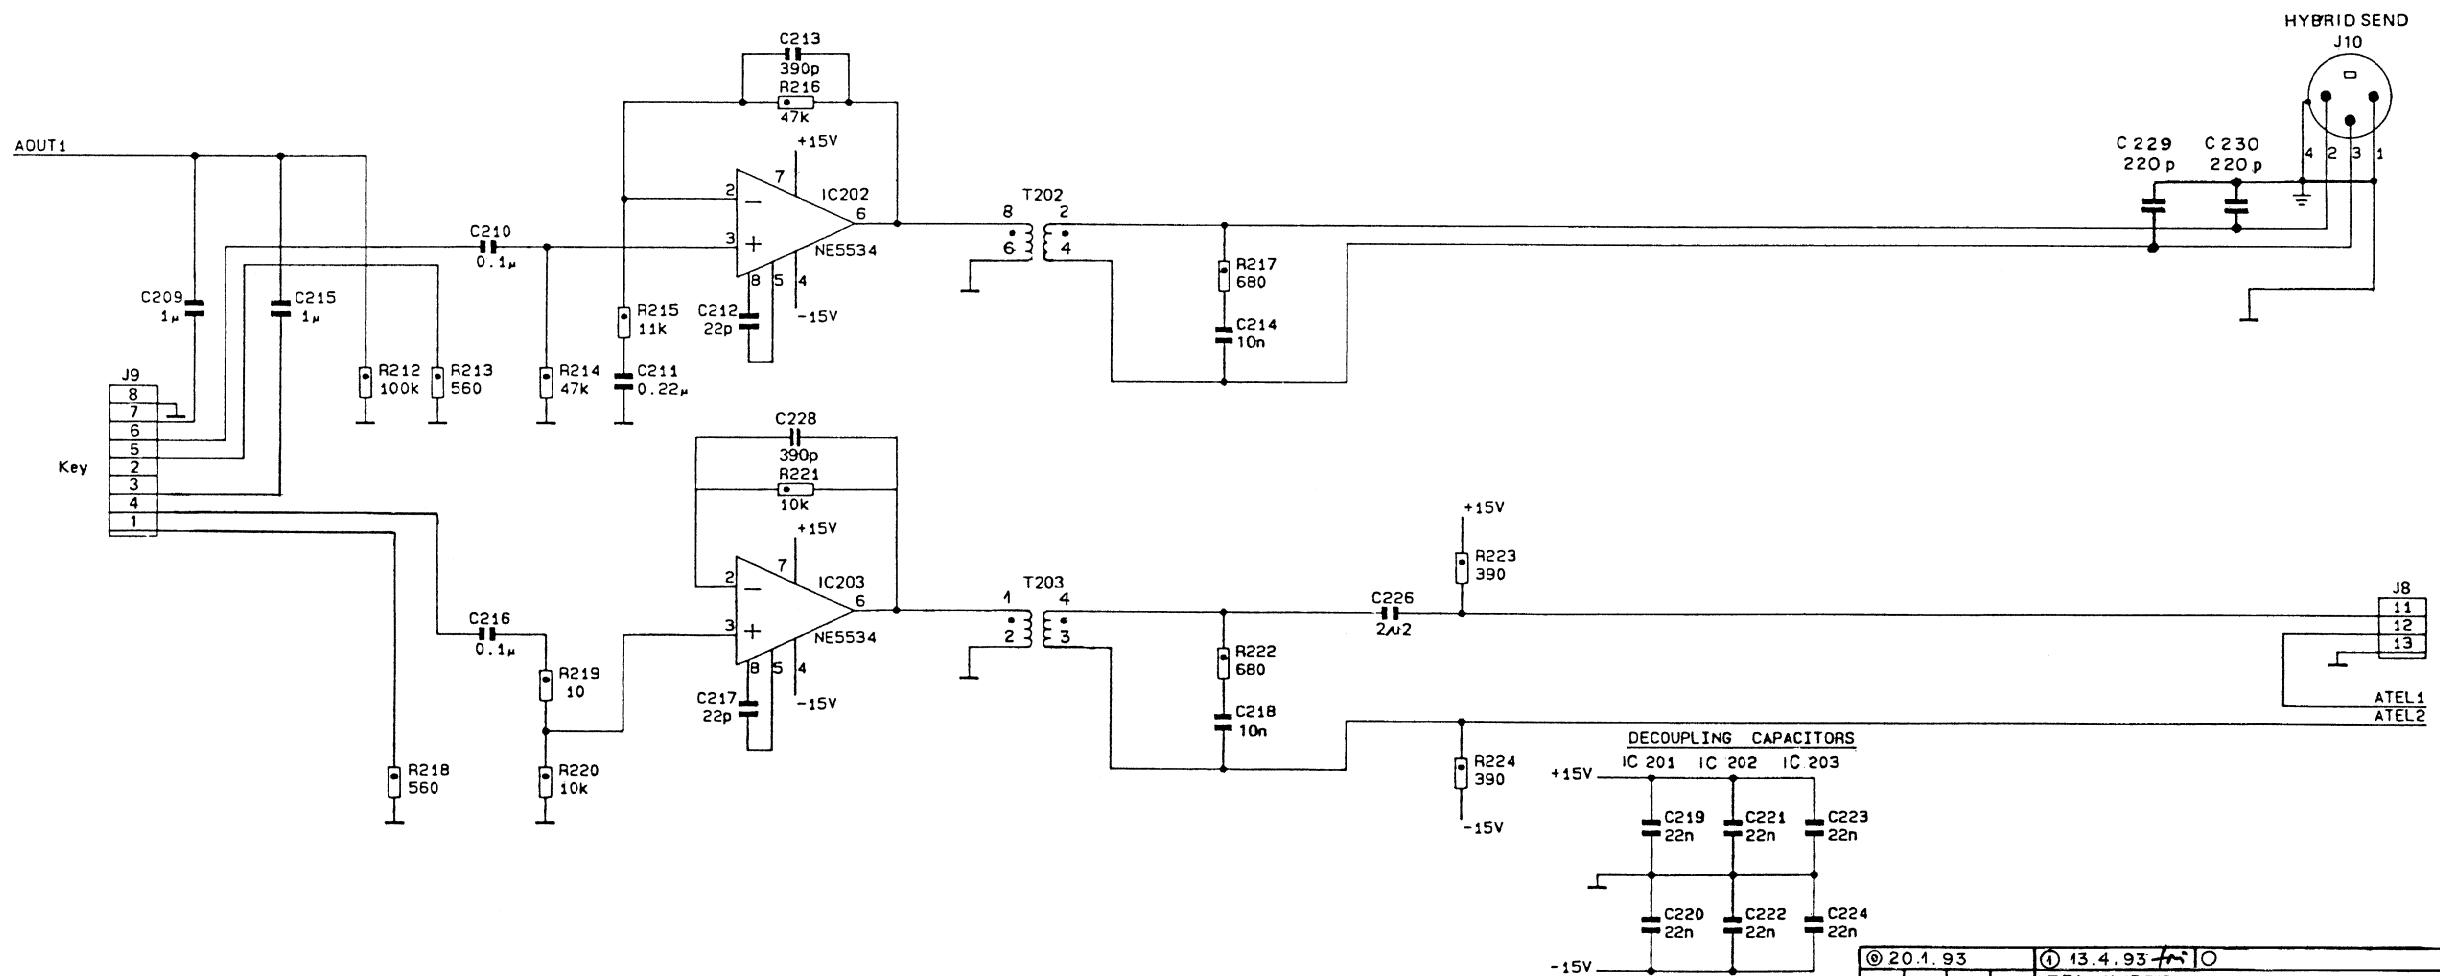 HYBRID SEND
J10
C213
390p
R216
47k
AOUT1
+15V
7
2
IC202
6
3
NE5534
8
5
4
-15V
C210
0.1µ
T202
8
2
6
4
C229
220p
C230
220p
4
2
3
1
R217
680
C214
10n
C209
1µ
C215
1µ
R215
11k
C212
22p
J9
8
7
6
5
2
3
4
1
Key
R212
100k
R213
560
R214
47k
C211
0.22µ
C228
390p
R221
10k
+15V
7
2
IC203
6
3
NE5534
8
5
4
-15V
C216
0.1µ
T203
1
4
2
3
C226
2µ2
+15V
R223
390
J8
11
12
13
R219
10
R222
680
C217
22p
C218
10n
ATEL1
ATEL2
R218
560
R220
10k
R224
390
-15V
DECOUPLING CAPACITORS
IC 201 IC 202 IC 203
+15V
C219
22n
C221
22n
C223
22n
C220
22n
C222
22n
C224
22n
-15V
⓪ 20.1.93
① 13.4.93